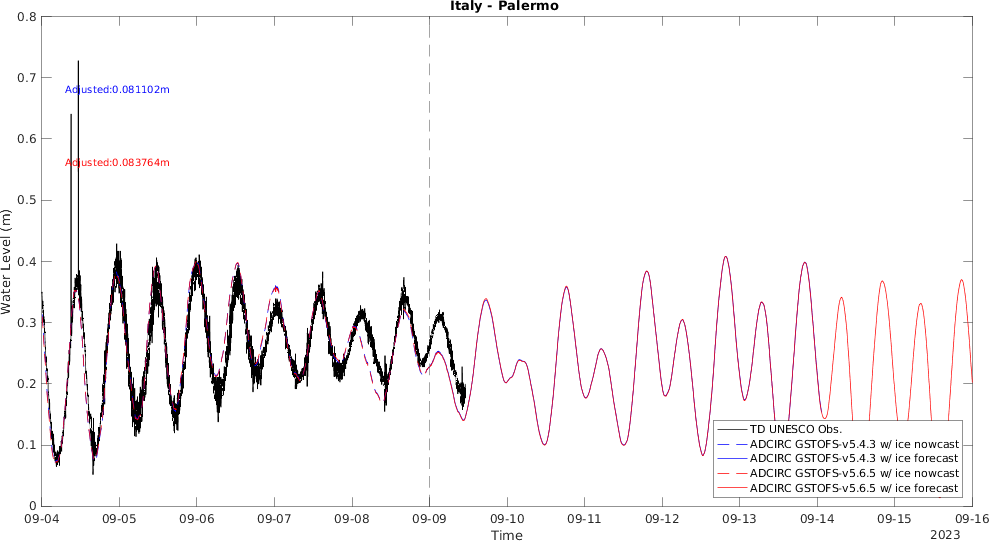 Italy - Palermo
0.8
0.7
0.6
0.5
0.4
0.3
0.2
0.1
0
Water Level (m)
Adjusted:0.081102m
Adjusted:0.083764m
TD UNESCO Obs.
ADCIRC GSTOFS-v5.4.3 w/ ice nowcast
ADCIRC GSTOFS-v5.4.3 w/ ice forecast
ADCIRC GSTOFS-v5.6.5 w/ ice nowcast
ADCIRC GSTOFS-v5.6.5 w/ ice forecast
09-04 09-05 09-06 09-07 09-08 09-09 09-10 09-11 09-12 09-13 09-14 09-15 09-16
Time
2023